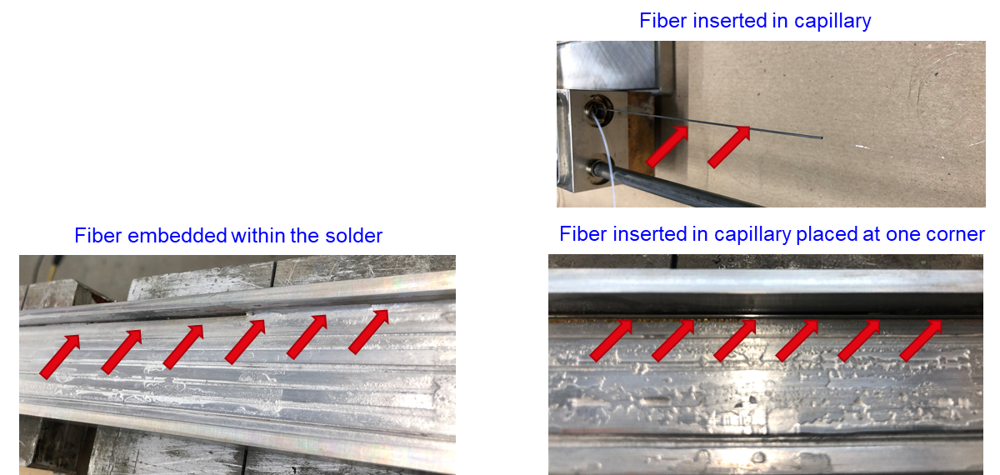 Fiber inserted in capillary
Fiber embedded within the solder
Fiber inserted in capillary placed at one corner